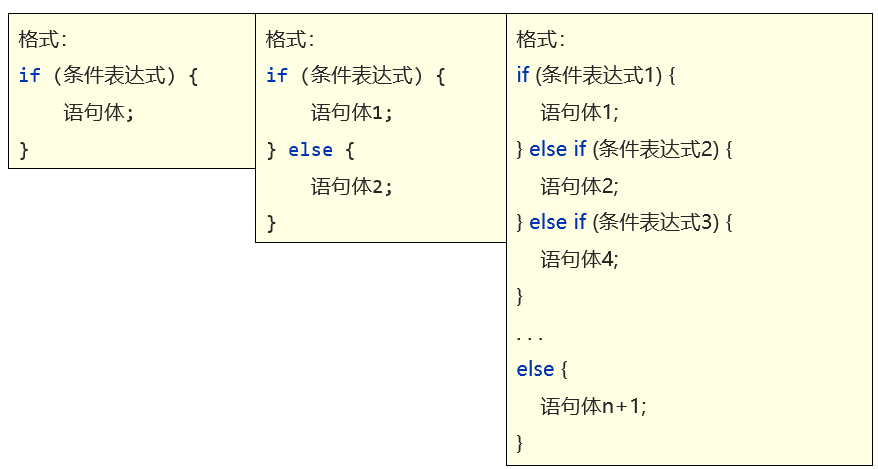 格式：
if (条件表达式) {
    语句体;
}
格式：
if (条件表达式) {
    语句体1;
} else {
    语句体2;
}
格式：
if (条件表达式1) {
    语句体1;
} else if (条件表达式2) {
    语句体2;
} else if (条件表达式3) {
    语句体4;
}
. . .
else {
    语句体n+1;
}